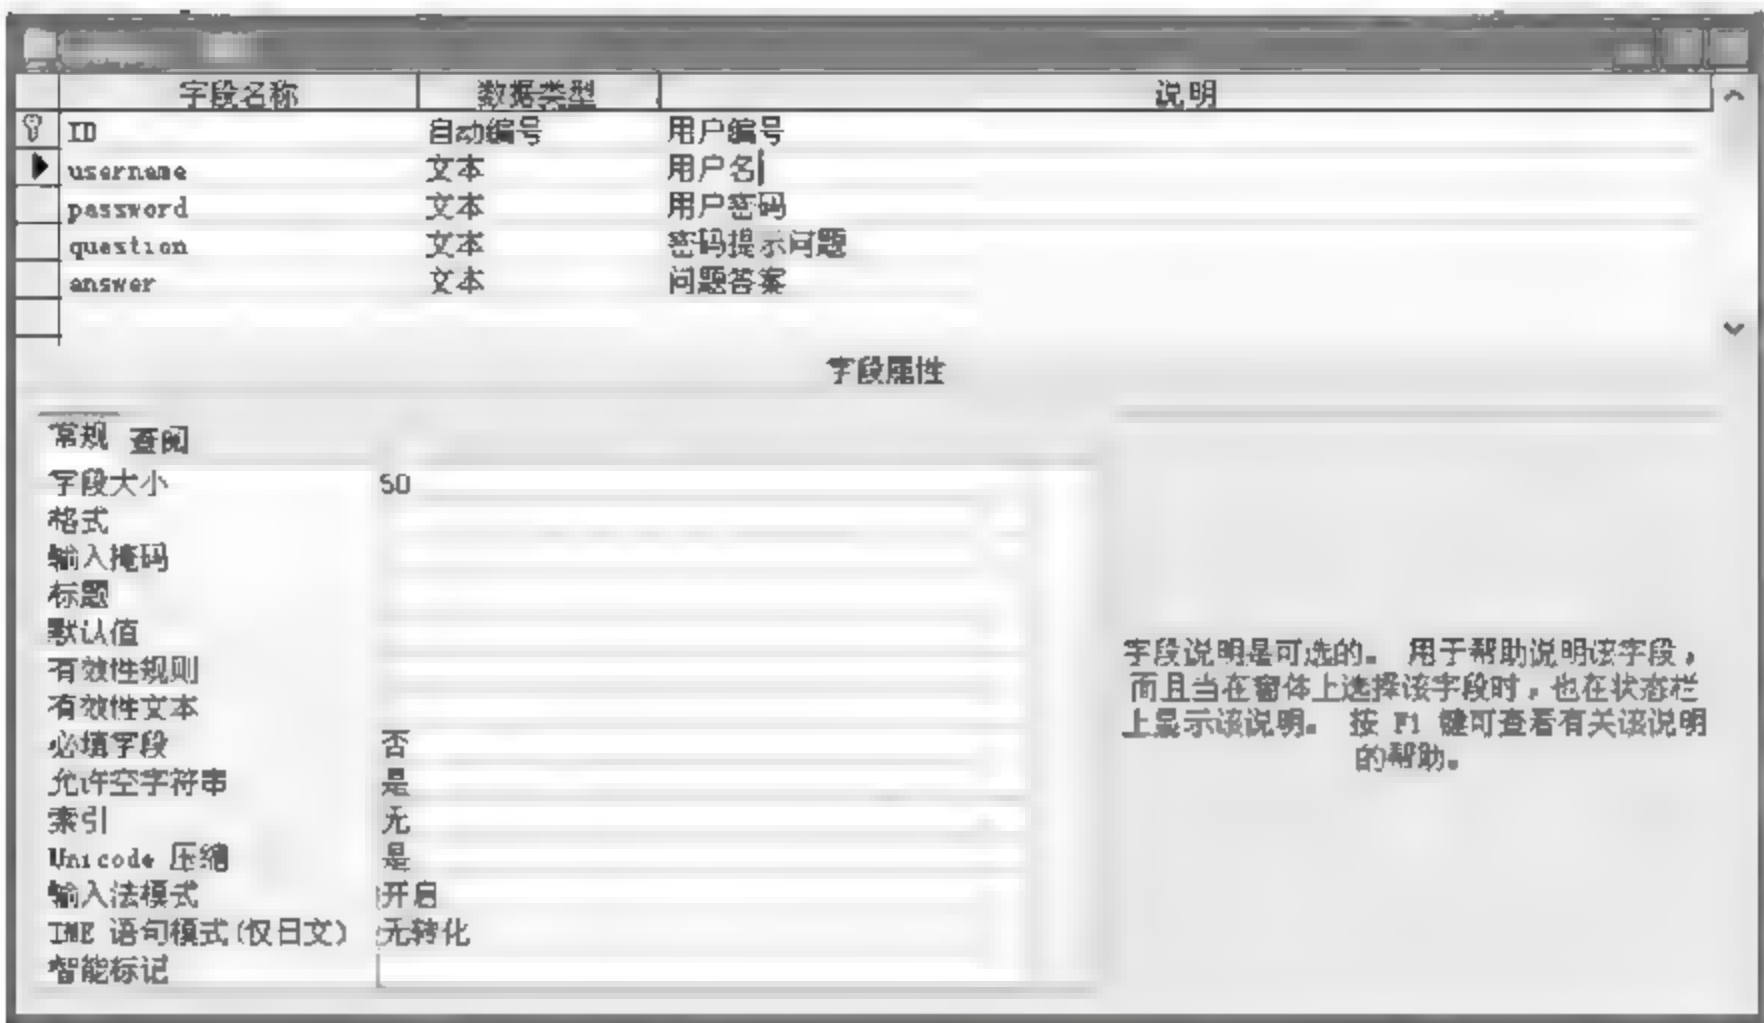 字段名称 数据类型 说明
ID 自动编号 用户编号
username 文本 用户名
password 文本 用户密码
question 文本 密码提示问题
answer 文本 问题答案
字段属性
常规 查阅
字段大小 50
格式
输入掩码
标题
默认值
有效性规则
有效性文本
必填字段 否
允许空字符串 是
索引 无
Unicode 压缩 是
输入法模式 开启
IME 语句模式(仅日文) 无转化
智能标记
字段说明是可选的。 用于帮助说明该字段，
而且当在窗体上选择该字段时，也在状态栏
上显示该说明。 按 F1 键可查看有关该说明
的帮助。